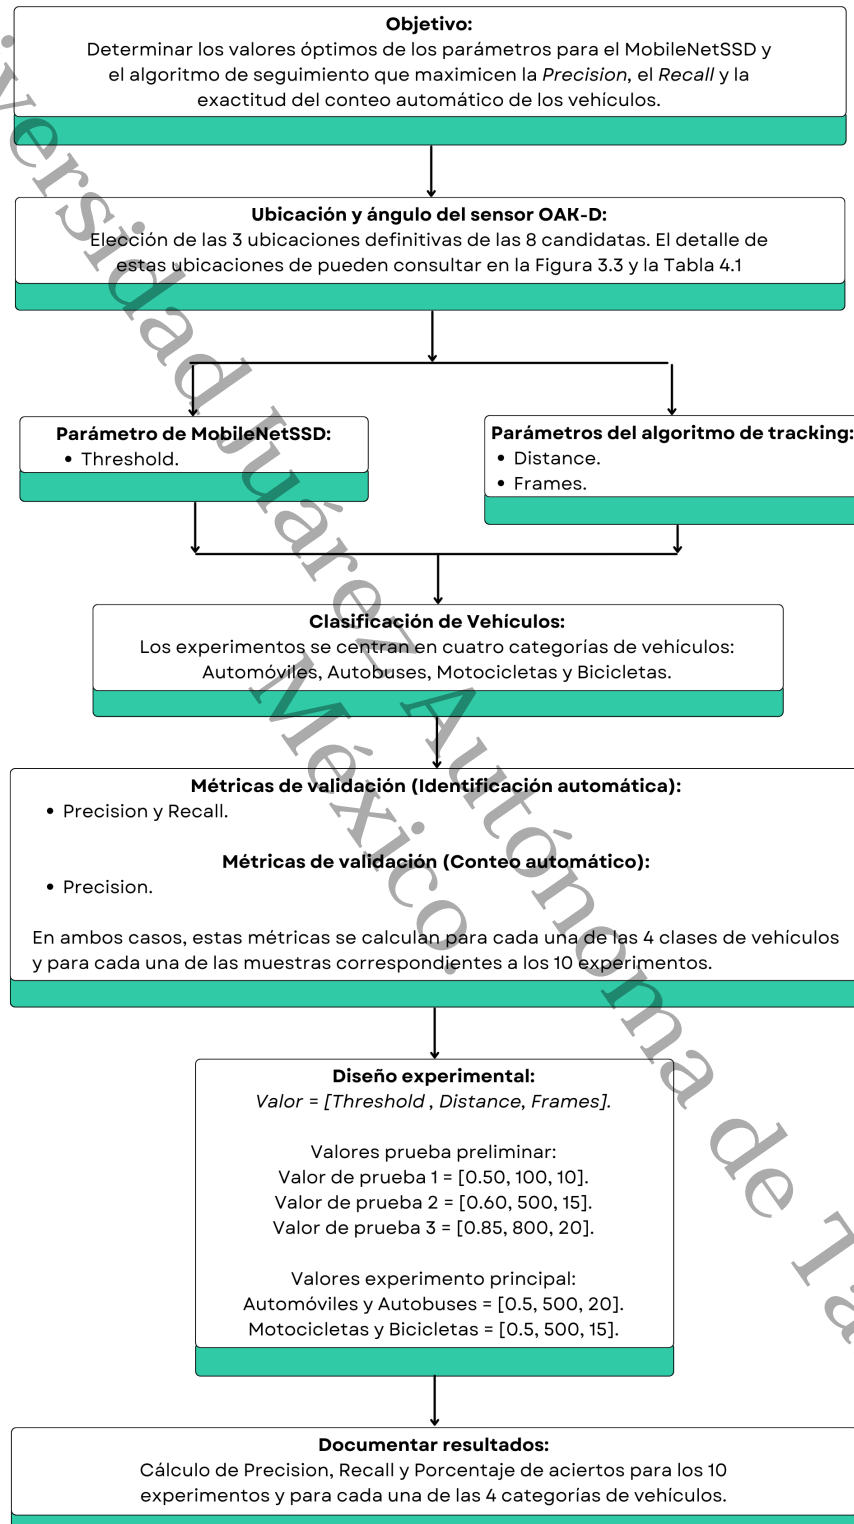 Objetivo:
Determinar los valores óptimos de los parámetros para el MobileNetSSD y
el algoritmo de seguimiento que maximicen la Precision, el Recall y la
exactitud del conteo automático de los vehículos.
Ubicación y ángulo del sensor OAK-D:
Elección de las 3 ubicaciones definitivas de las 8 candidatas. El detalle de
estas ubicaciones de pueden consultar en la Figura 3.3 y la Tabla 4.1
Parámetro de MobileNetSSD:
• Threshold.
Parámetros del algoritmo de tracking:
• Distance.
• Frames.
Clasificación de Vehículos:
Los experimentos se centran en cuatro categorías de vehículos:
Automóviles, Autobuses, Motocicletas y Bicicletas.
Métricas de validación (Identificación automática):
• Precision y Recall.
Métricas de validación (Conteo automático):
• Precision.
En ambos casos, estas métricas se calculan para cada una de las 4 clases de vehículos
y para cada una de las muestras correspondientes a los 10 experimentos.
Diseño experimental:
Valor = [Threshold , Distance, Frames].
Valores prueba preliminar:
Valor de prueba 1 = [0.50, 100, 10].
Valor de prueba 2 = [0.60, 500, 15].
Valor de prueba 3 = [0.85, 800, 20].
Valores experimento principal:
Automóviles y Autobuses = [0.5, 500, 20].
Motocicletas y Bicicletas = [0.5, 500, 15].
Documentar resultados:
Cálculo de Precision, Recall y Porcentaje de aciertos para los 10
experimentos y para cada una de las 4 categorías de vehículos.
versidad Juárez Autónoma de Ta
México.